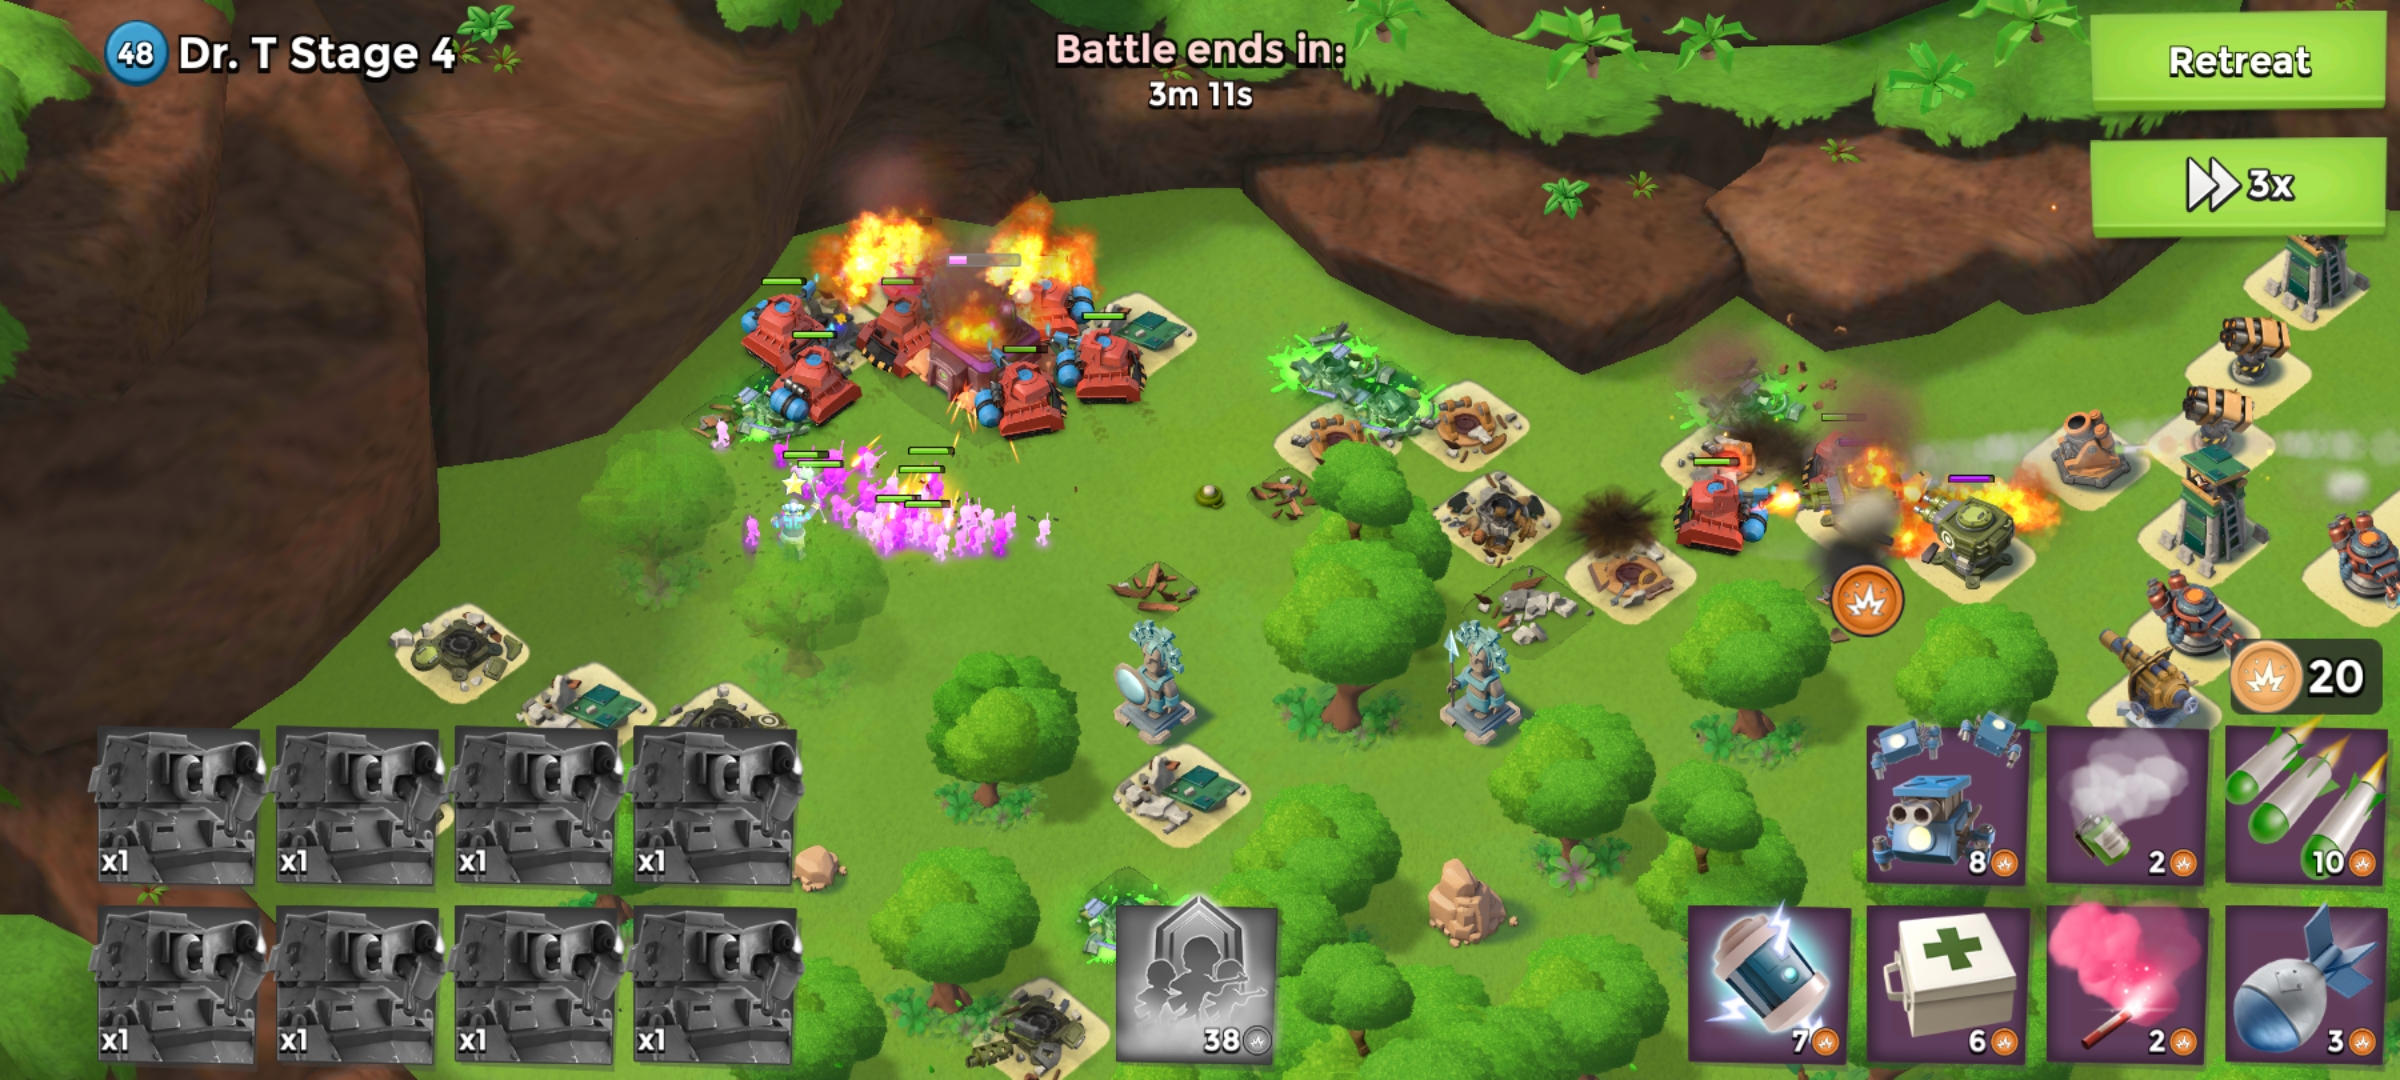 48 Dr. T Stage 4
Battle ends in:
3m 11s
Retreat
3x
20
8
2
10
x1
x1
x1
x1
x1
x1
x1
x1
38
7
6
2
3